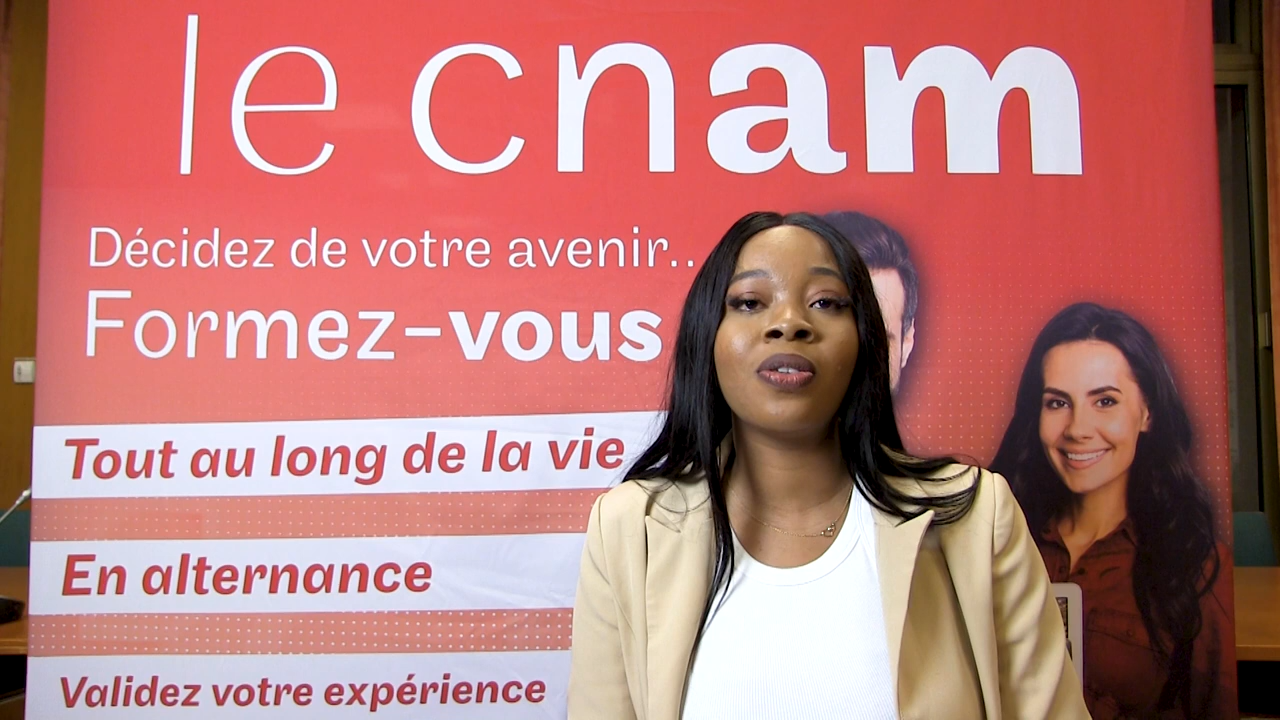 le cnam
Décidez de votre avenir..
Formez-vous
Tout au long de la vie
En alternance
Validez votre expérience